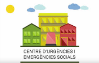 CENTRE D'URGÈNCIES I
EMERGÈNCIES SOCIALS